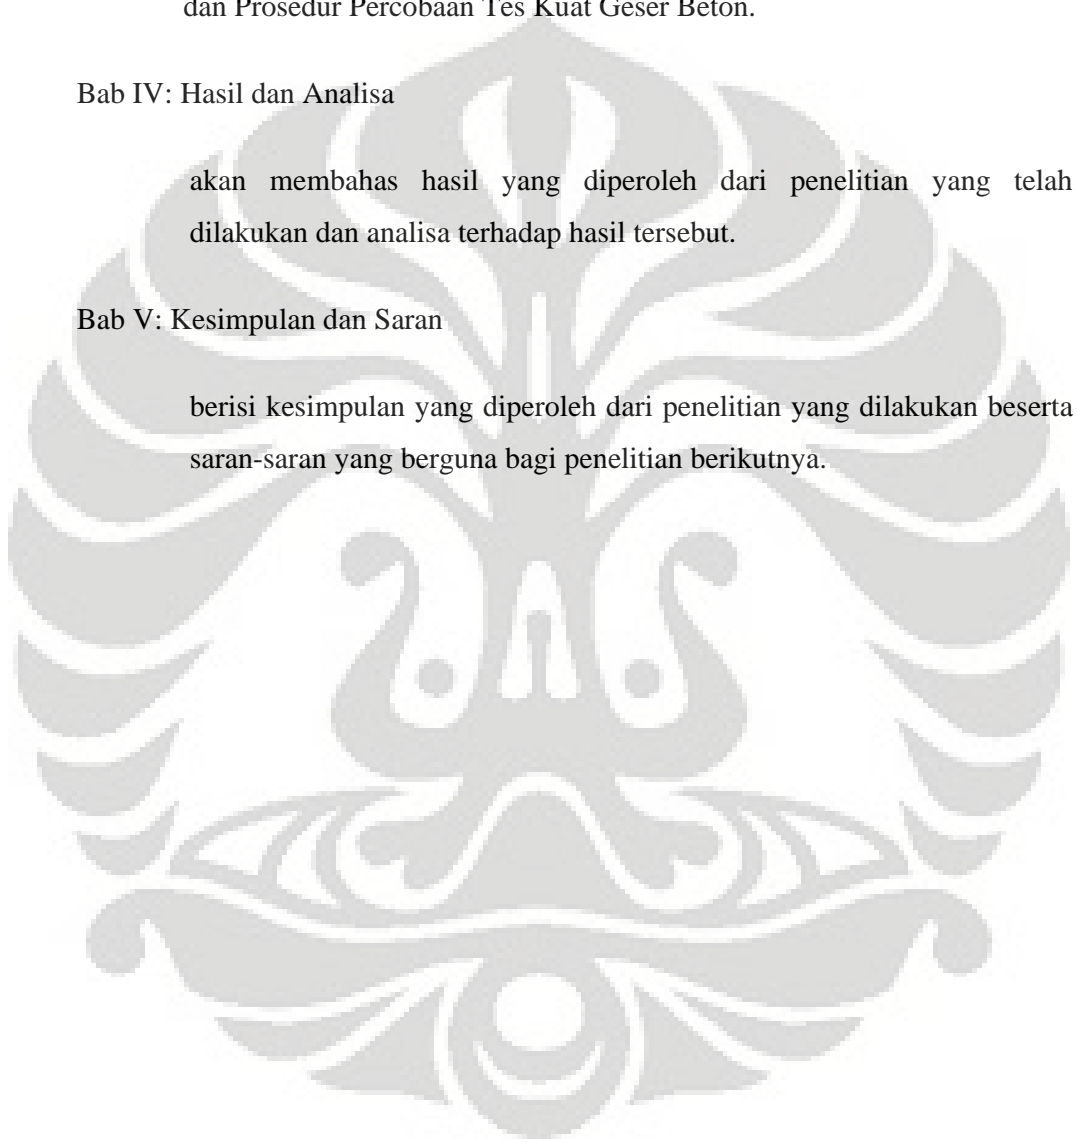 dan Prosedur Percobaan Tes Kuat Geser Beton.
Bab IV: Hasil dan Analisa
akan membahas hasil yang diperoleh dari penelitian yang telah
dilakukan dan analisa terhadap hasil tersebut.
Bab V: Kesimpulan dan Saran
berisi kesimpulan yang diperoleh dari penelitian yang dilakukan beserta
saran-saran yang berguna bagi penelitian berikutnya.